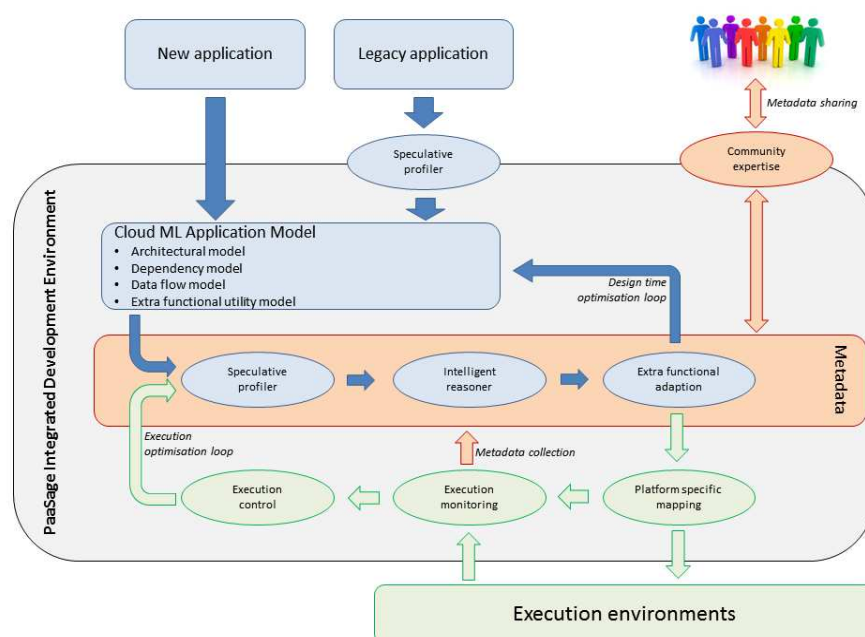 New application
Legacy application
Metadata sharing
Speculative
profiler
Community
expertise
PaaSage Integrated Development Environment
Cloud ML Application Model
• Architectural model
• Dependency model
• Data flow model
• Extra functional utility model
Design time
optimisation loop
Metadata
Speculative
profiler
Intelligent
reasoner
Extra functional
adaption
Execution
optimisation loop
Metadata collection
Execution
control
Execution
monitoring
Platform specific
mapping
Execution environments